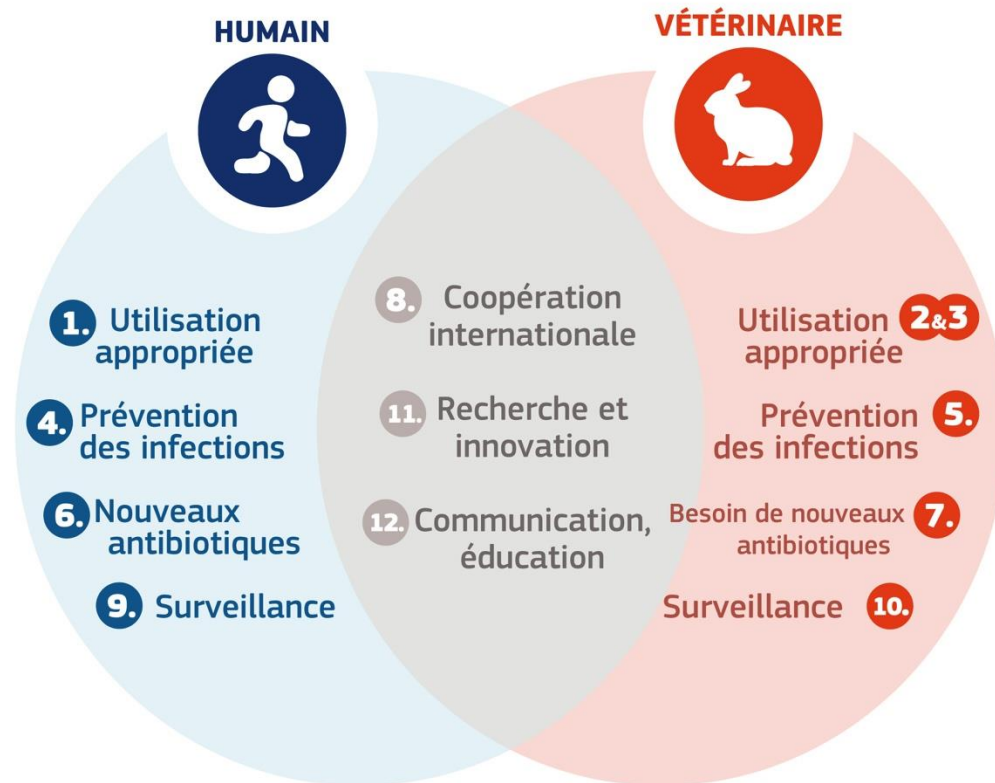 HUMAIN
VÉTÉRINAIRE
1. Utilisation
appropriée
4. Prévention
des infections
6. Nouveaux
antibiotiques
9. Surveillance
8. Coopération
internationale
11. Recherche et
innovation
12. Communication,
éducation
Utilisation 2&3
appropriée
Prévention 5.
des infections
Besoin de nouveaux 7.
antibiotiques
Surveillance 10.